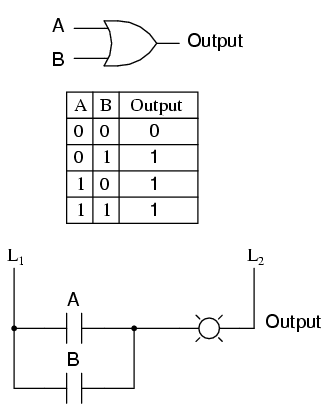 A
B
Output
A B Output
0 0 0
0 1 1
1 0 1
1 1 1
L1 L2
A
Output
B